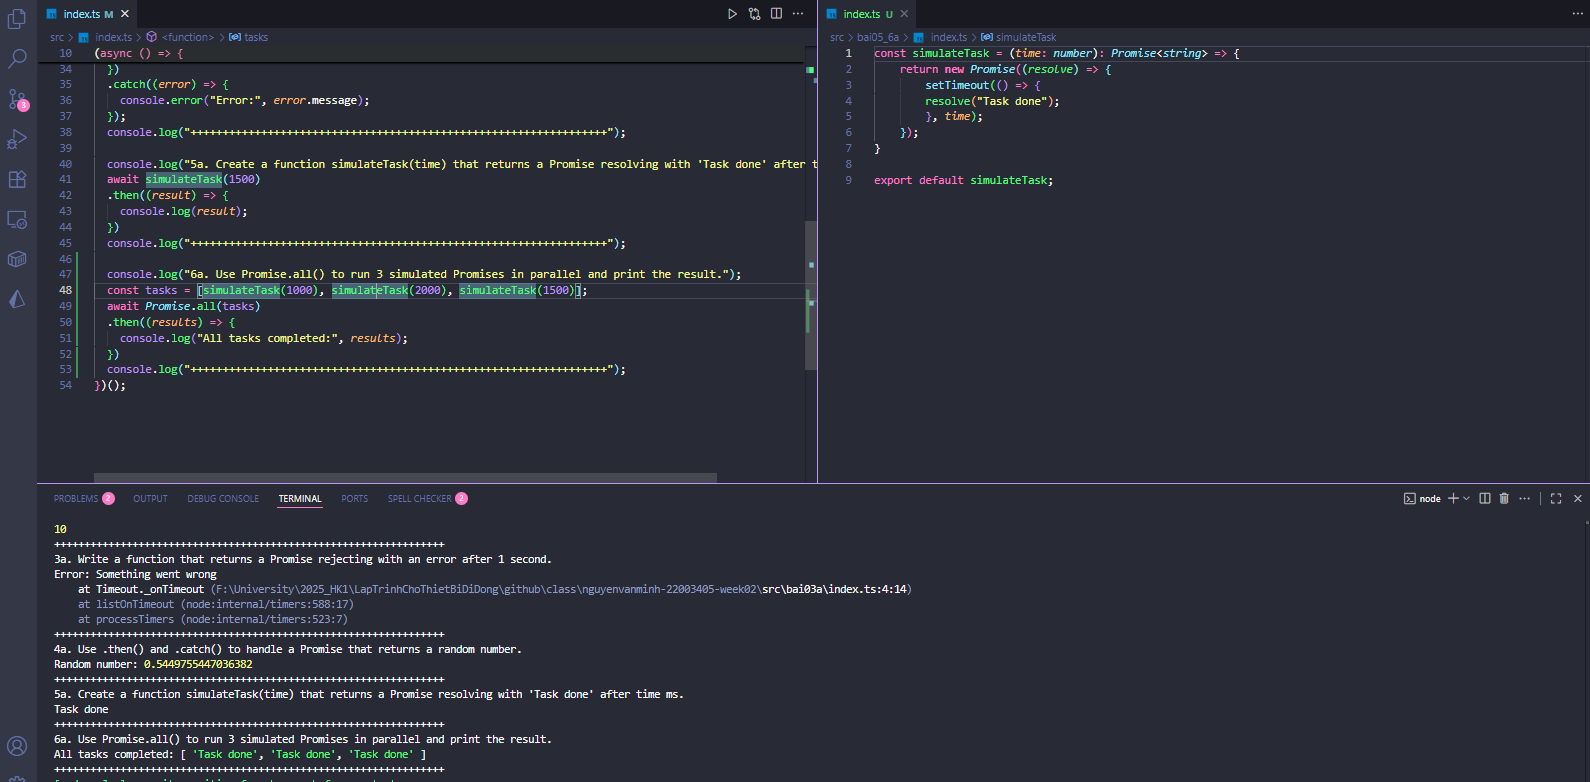 index.ts M
src > index.ts > <function> > tasks
10 (async () => {
34 })
35 .catch((error) => {
36 console.error("Error:", error.message);
37 });
38 console.log("+++++++++++++++++++++++++++++++++++++++++++++++++++++++++++++++++");
39
40 console.log("5a. Create a function simulateTask(time) that returns a Promise resolving with 'Task done' after t
41 await simulateTask(1500)
42 .then((result) => {
43 console.log(result);
44 })
45 console.log("+++++++++++++++++++++++++++++++++++++++++++++++++++++++++++++++++");
46
47 console.log("6a. Use Promise.all() to run 3 simulated Promises in parallel and print the result.");
48 const tasks = [simulateTask(1000), simulateTask(2000), simulateTask(1500)];
49 await Promise.all(tasks)
50 .then((results) => {
51 console.log("All tasks completed:", results);
52 })
53 console.log("+++++++++++++++++++++++++++++++++++++++++++++++++++++++++++++++++");
54 })();
3
index.ts U
src > bai05_6a > index.ts > simulateTask
1 const simulateTask = (time: number): Promise<string> => {
2 return new Promise((resolve) => {
3 setTimeout(() => {
4 resolve("Task done");
5 }, time);
6 });
7 }
8
9 export default simulateTask;
PROBLEMS 2 OUTPUT DEBUG CONSOLE TERMINAL PORTS SPELL CHECKER 2
node
10
+++++++++++++++++++++++++++++++++++++++++++++++++++++++++++++++++
3a. Write a function that returns a Promise rejecting with an error after 1 second.
Error: Something went wrong
at Timeout._onTimeout (F:\University\2025_HK1\LapTrinhChoThietBiDiDong\github\class\nguyenvanminh-22003405-week02\src\bai03a\index.ts:4:14)
at listOnTimeout (node:internal/timers:588:17)
at processTimers (node:internal/timers:523:7)
+++++++++++++++++++++++++++++++++++++++++++++++++++++++++++++++++
4a. Use .then() and .catch() to handle a Promise that returns a random number.
Random number: 0.5449755447036382
+++++++++++++++++++++++++++++++++++++++++++++++++++++++++++++++++
5a. Create a function simulateTask(time) that returns a Promise resolving with 'Task done' after time ms.
Task done
+++++++++++++++++++++++++++++++++++++++++++++++++++++++++++++++++
6a. Use Promise.all() to run 3 simulated Promises in parallel and print the result.
All tasks completed: [ 'Task done', 'Task done', 'Task done' ]
+++++++++++++++++++++++++++++++++++++++++++++++++++++++++++++++++